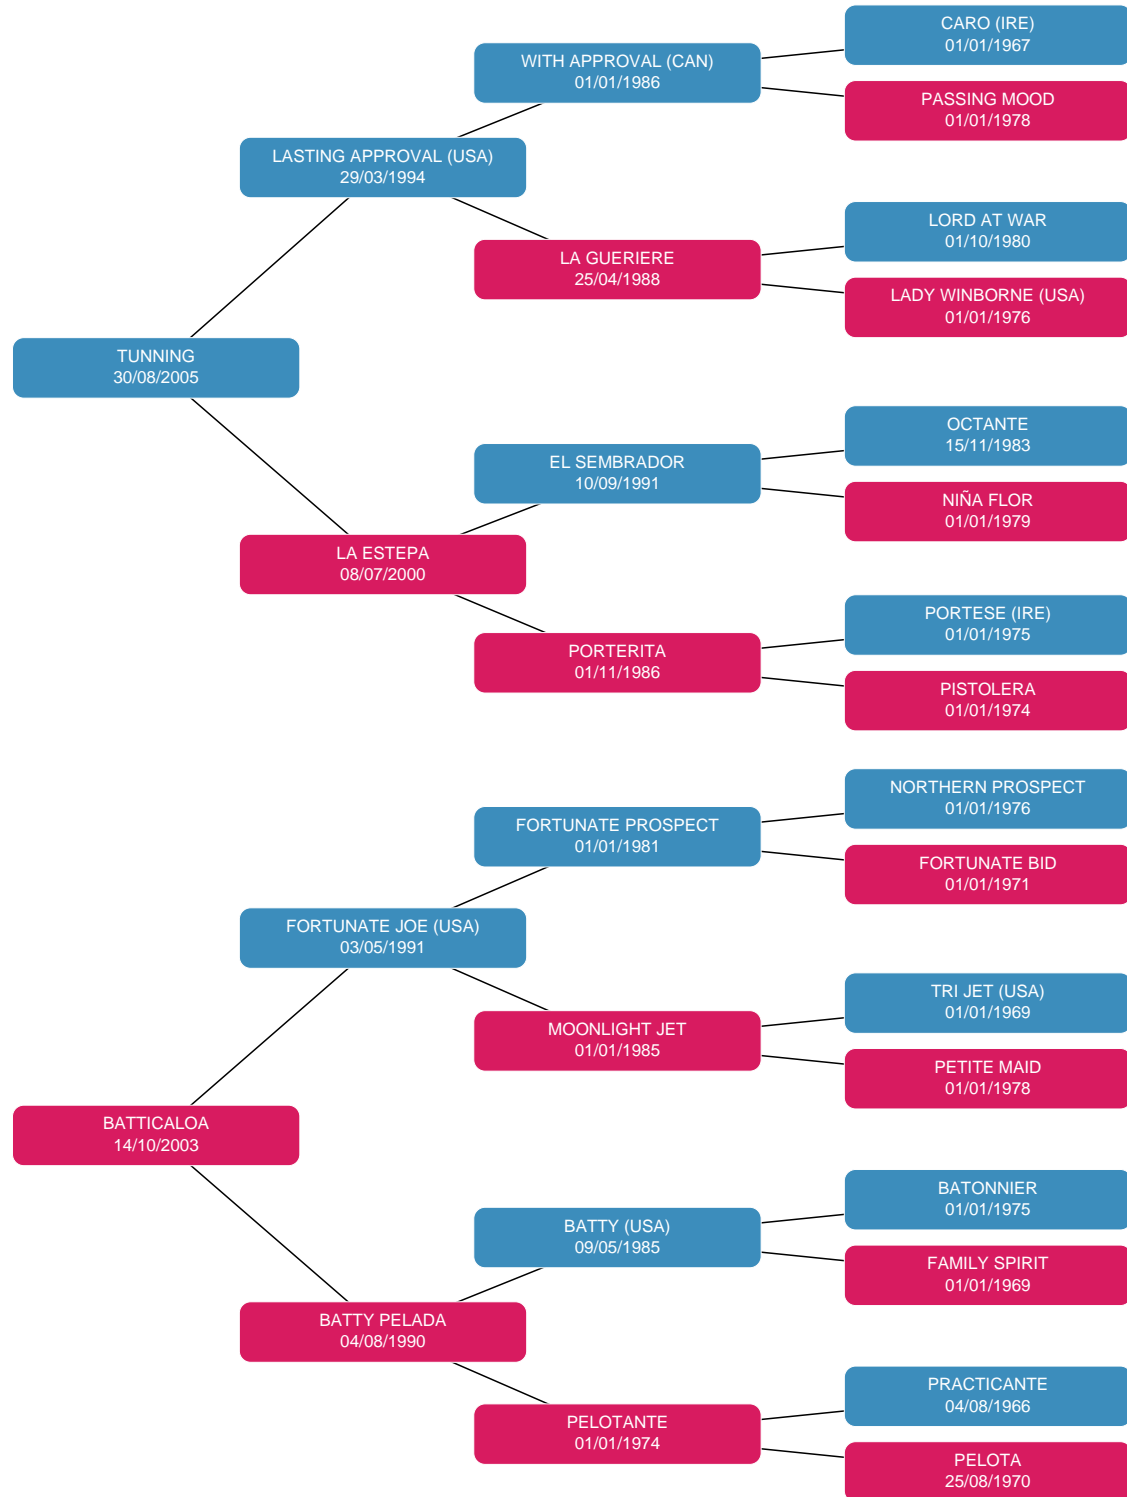 CARO (IRE)
01/01/1967
WITH APPROVAL (CAN)
01/01/1986
PASSING MOOD
01/01/1978
LASTING APPROVAL (USA)
29/03/1994
LORD AT WAR
01/10/1980
LA GUERIERE
25/04/1988
LADY WINBORNE (USA)
01/01/1976
TUNNING
30/08/2005
OCTANTE
15/11/1983
EL SEMBRADOR
10/09/1991
NIÑA FLOR
01/01/1979
LA ESTEPA
08/07/2000
PORTESE (IRE)
01/01/1975
PORTERITA
01/11/1986
PISTOLERA
01/01/1974
NORTHERN PROSPECT
01/01/1976
FORTUNATE PROSPECT
01/01/1981
FORTUNATE BID
01/01/1971
FORTUNATE JOE (USA)
03/05/1991
TRI JET (USA)
01/01/1969
MOONLIGHT JET
01/01/1985
PETITE MAID
01/01/1978
BATTICALOA
14/10/2003
BATONNIER
01/01/1975
BATTY (USA)
09/05/1985
FAMILY SPIRIT
01/01/1969
BATTY PELADA
04/08/1990
PRACTICANTE
04/08/1966
PELOTANTE
01/01/1974
PELOTA
25/08/1970